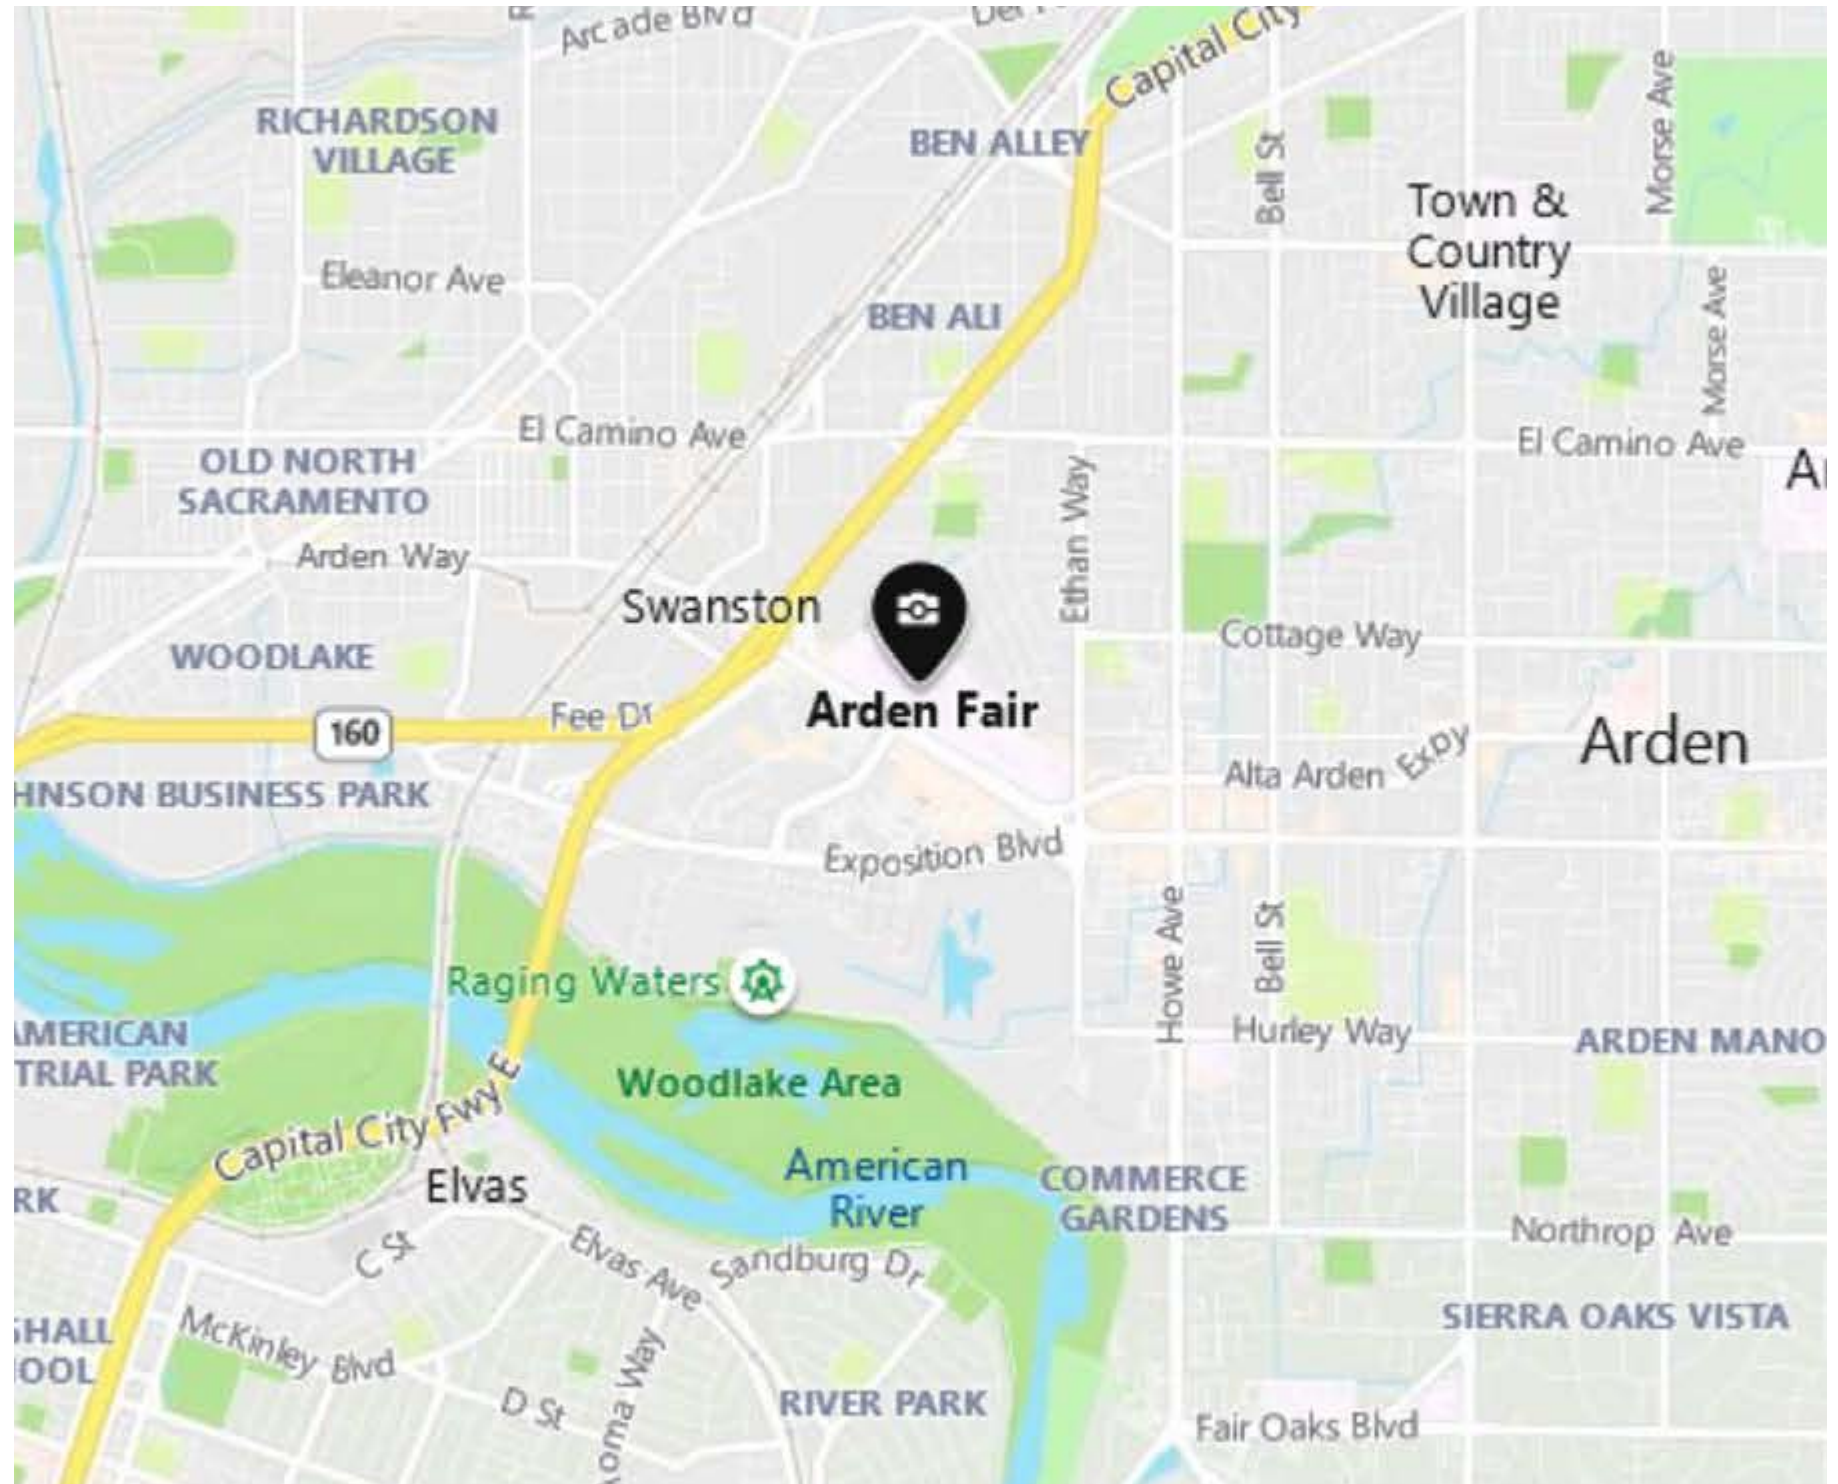 Arcade Blvd
Capital City
RICHARDSON
VILLAGE
BEN ALLEY
Bell St
Morse Ave
Town &
Country
Village
Eleanor Ave
BEN ALI
Morse Ave
El Camino Ave
El Camino Ave
OLD NORTH
SACRAMENTO
Ethan Way
Arden Way
Swanston
Cottage Way
WOODLAKE
Arden Fair
Fee Dr
160
Arden
Alta Arden Expy
HNSON BUSINESS PARK
Exposition Blvd
Howe Ave
Bell St
Raging Waters
Hurley Way
AMERICAN
TRIAL PARK
ARDEN MANO
Woodlake Area
Capital City Fwy E
American
River
Elvas
COMMERCE
GARDENS
RK
C St
Elvas Ave
Sandburg Dr
Northrop Ave
SIERRA OAKS VISTA
SHALL
OOL
McKinley Blvd
D St
oma Way
RIVER PARK
Fair Oaks Blvd